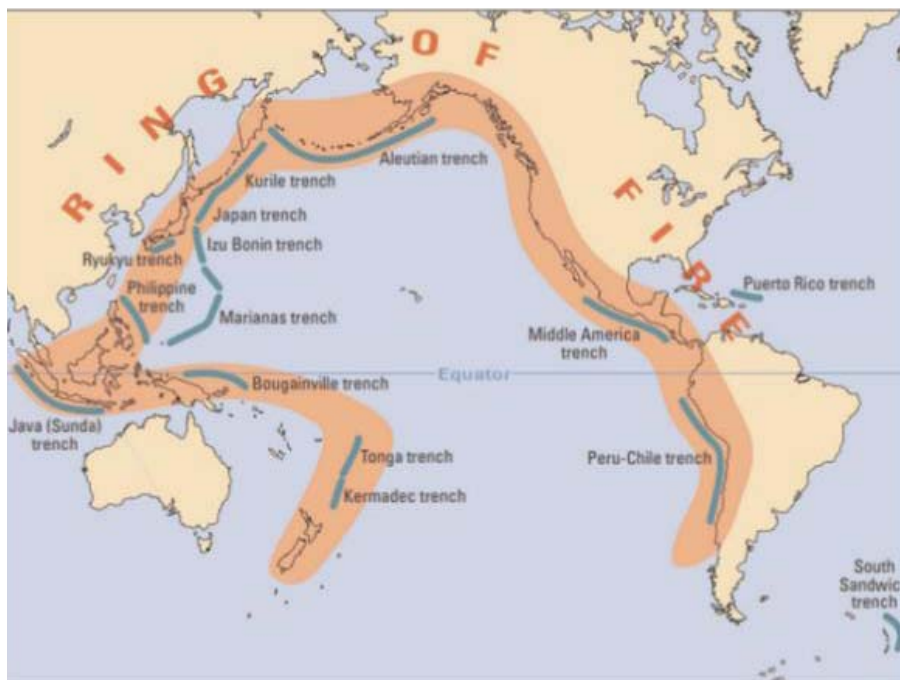 RING OF FIRE
Aleutian trench
Kurile trench
Japan trench
Izu Bonin trench
Ryukyu trench
Philippine
trench
Marianas trench
Puerto Rico trench
Middle America
trench
Equator
Bougainville trench
Java (Sunda)
trench
Tonga trench
Peru-Chile trench
Kermadec trench
South
Sandwic
trench